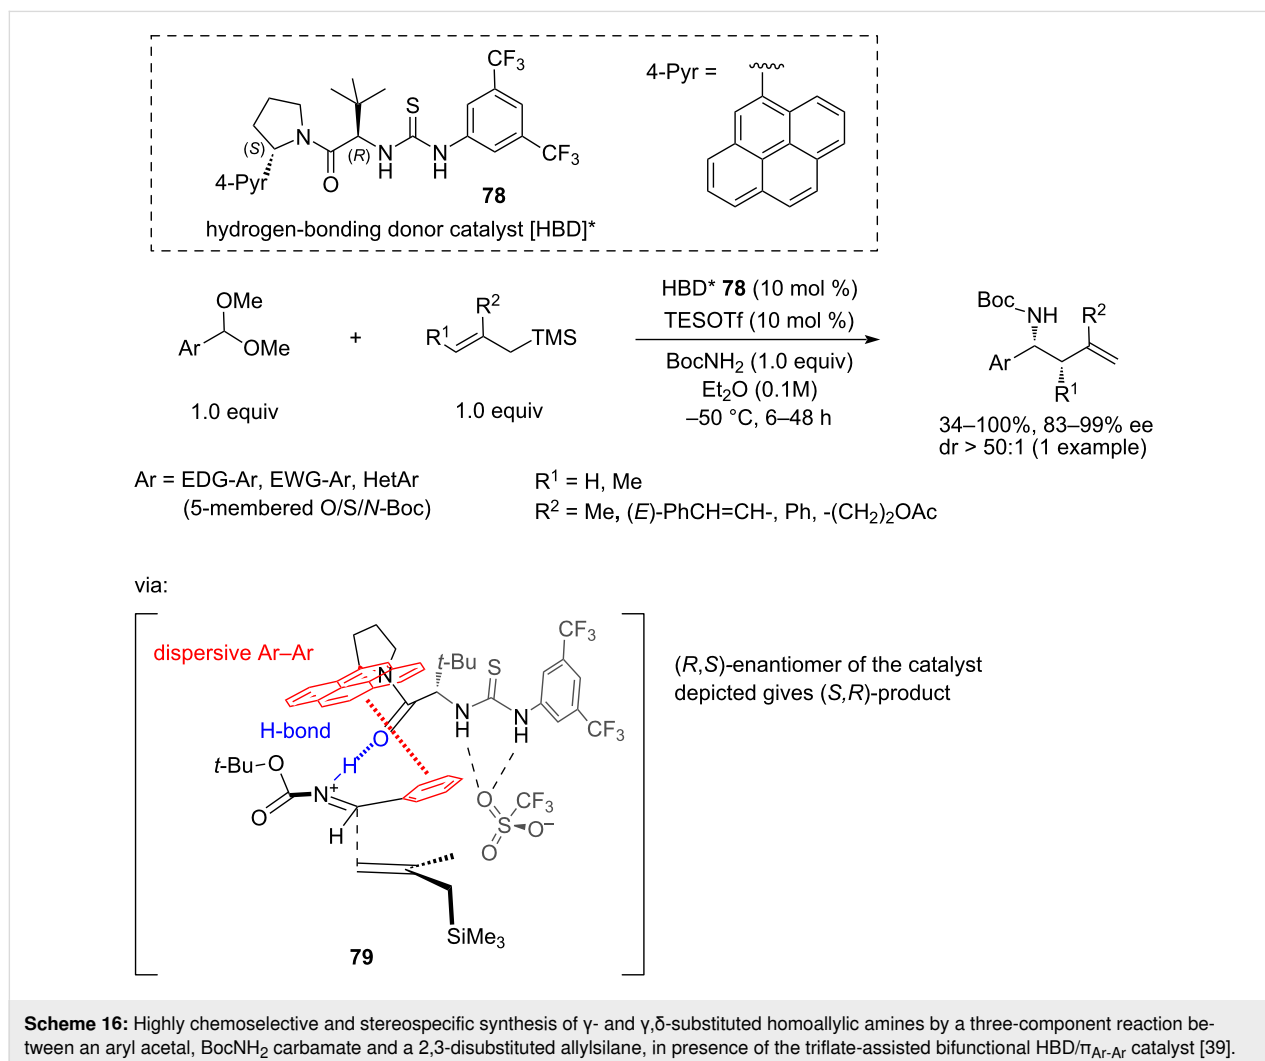 CF3
4-Pyr =
S
(S)
N
(R)
N
H
N
H
CF3
4-Pyr
O
78
hydrogen-bonding donor catalyst [HBD]*
OMe
Ar
OMe
+
R2
R1
TMS
HBD* 78 (10 mol %)
TESOTf (10 mol %)
BocNH2 (1.0 equiv)
Et2O (0.1M)
–50 °C, 6–48 h
Boc
NH
R2
Ar
R1
1.0 equiv
1.0 equiv
34–100%, 83–99% ee
dr > 50:1 (1 example)
Ar = EDG-Ar, EWG-Ar, HetAr
(5-membered O/S/N-Boc)
R1 = H, Me
R2 = Me, (E)-PhCH=CH-, Ph, -(CH2)2OAc
via:
dispersive Ar–Ar
CF3
t-Bu
S
N
N
H
N
H
CF3
H-bond
O
H
t-Bu
O
N+
O
H
O
CF3
S
O–
O
SiMe3
79
(R,S)-enantiomer of the catalyst
depicted gives (S,R)-product
Scheme 16: Highly chemoselective and stereospecific synthesis of γ- and γ,δ-substituted homoallylic amines by a three-component reaction be-
tween an aryl acetal, BocNH2 carbamate and a 2,3-disubstituted allylsilane, in presence of the triflate-assisted bifunctional HBD/πAr-Ar catalyst [39].